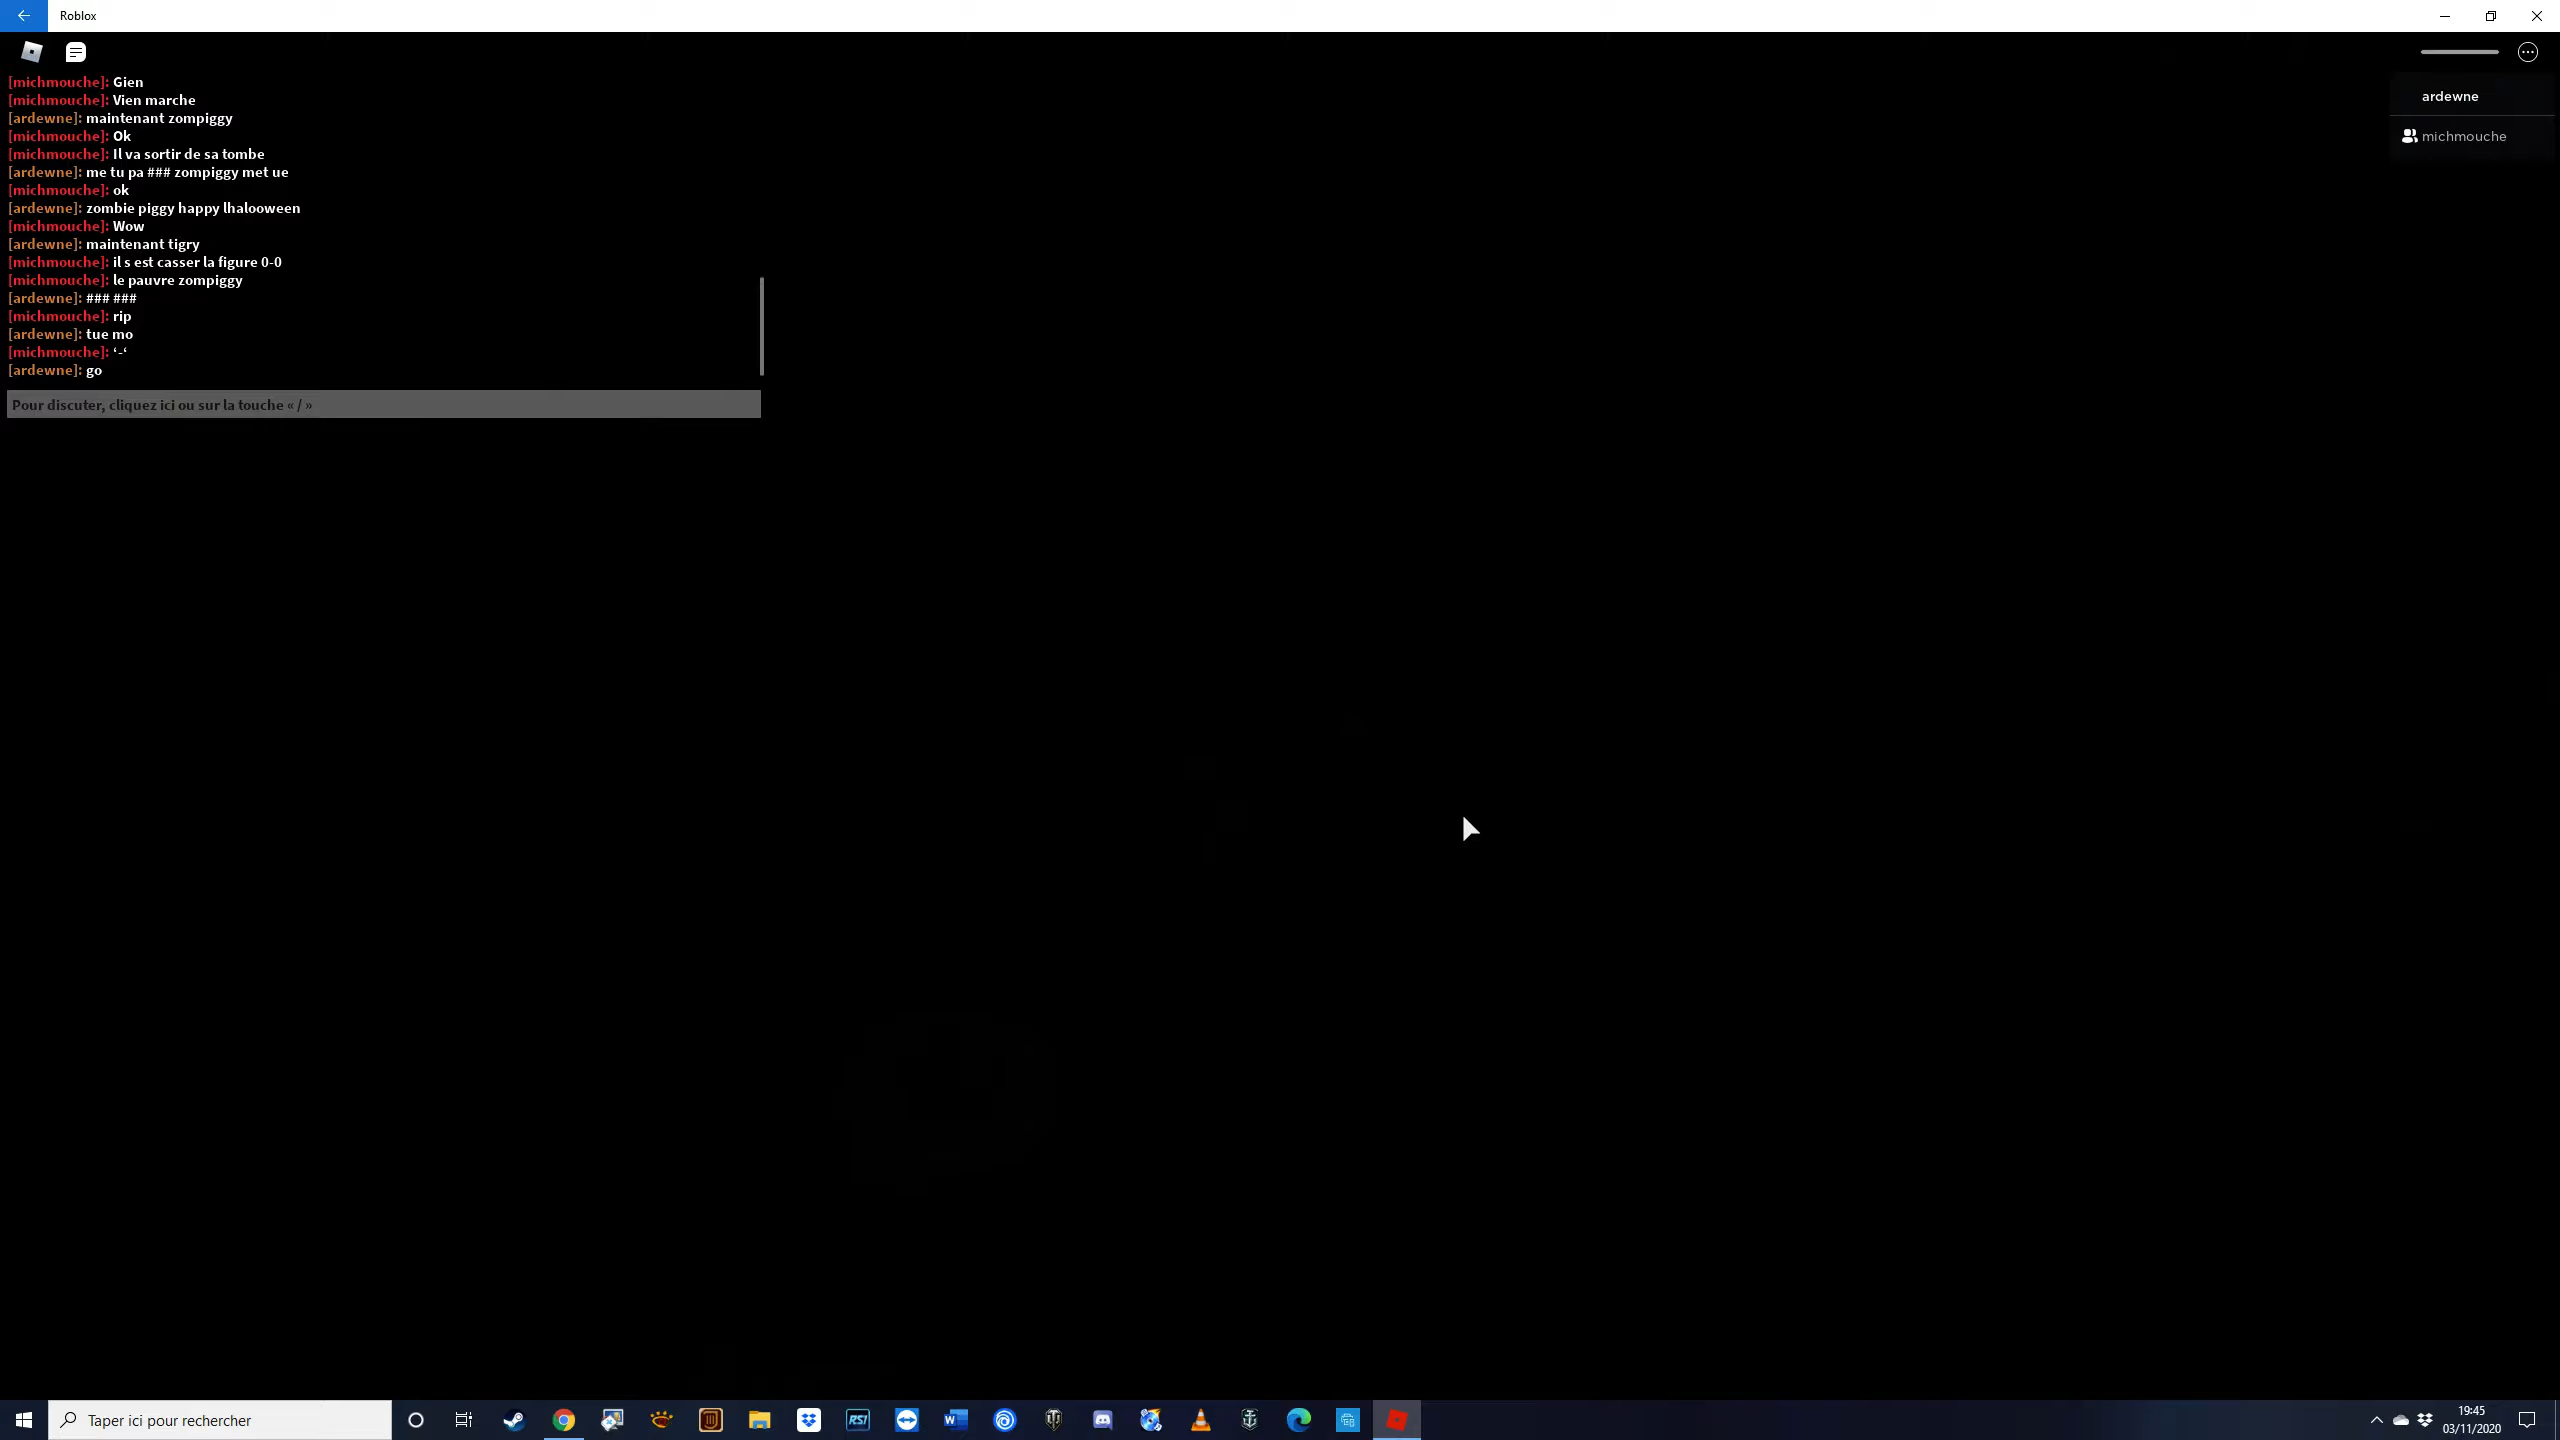 Roblox
[michmouche]: Gien
[michmouche]: Vien marche
[ardewne]: maintenant zompiggy
[michmouche]: Ok
[michmouche]: Il va sortir de sa tombe
[ardewne]: me tu pa ### zompiggy met ue
[michmouche]: ok
[ardewne]: zombie piggy happy lhalooween
[michmouche]: Wow
[ardewne]: maintenant tigry
[michmouche]: il s est casser la figure 0-0
[michmouche]: le pauvre zompiggy
[ardewne]: ### ###
[michmouche]: rip
[ardewne]: tue mo
[michmouche]: ‘-‘
[ardewne]: go
Pour discuter, cliquez ici ou sur la touche « / »
ardewne
michmouche
Taper ici pour rechercher
RSI
W
19:45
03/11/2020